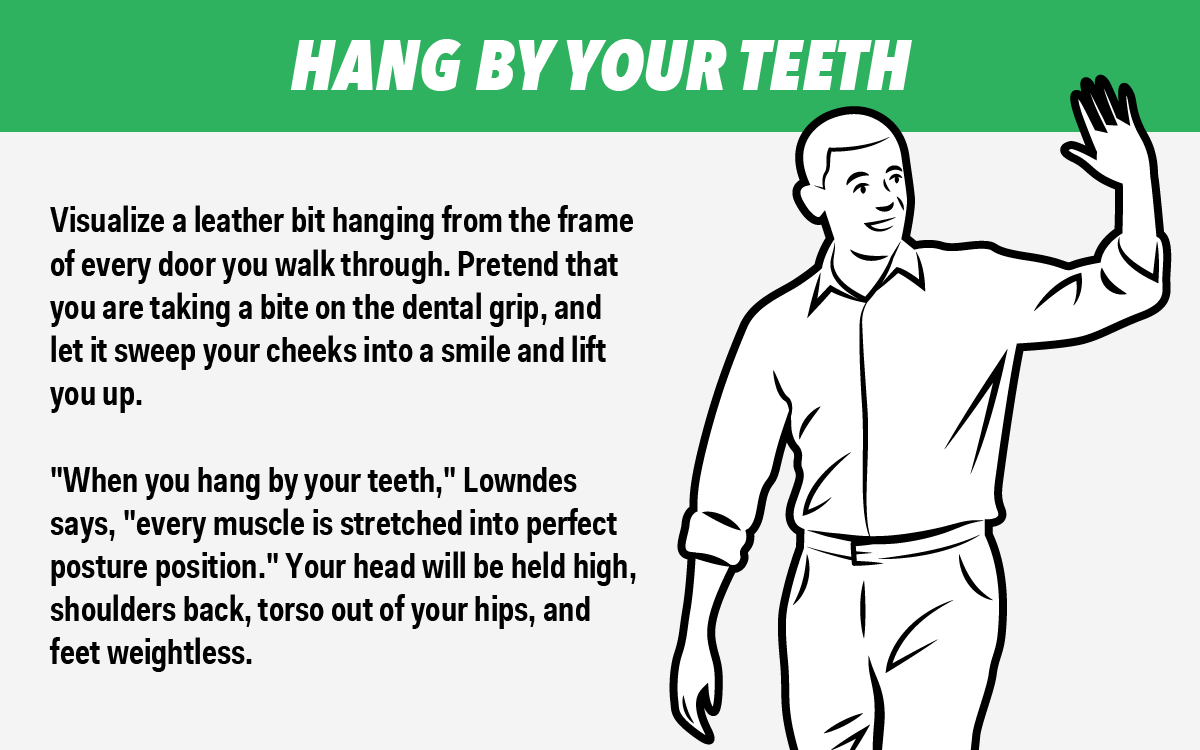 HANG BY YOUR TEETH
Visualize a leather bit hanging from the frame
of every door you walk through. Pretend that
you are taking a bite on the dental grip, and
let it sweep your cheeks into a smile and lift
you up.
"When you hang by your teeth," Lowndes
says, "every muscle is stretched into perfect
posture position." Your head will be held high,
shoulders back, torso out of your hips, and
feet weightless.